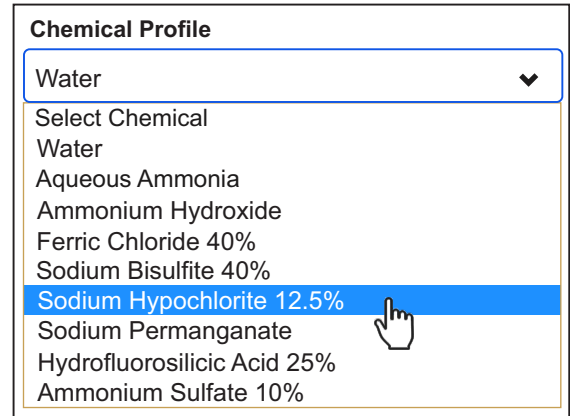 Chemical Profile
Water
Select Chemical
Water
Aqueous Ammonia
Ammonium Hydroxide
Ferric Chloride 40%
Sodium Bisulfite 40%
Sodium Hypochlorite 12.5%
Sodium Permanganate
Hydrofluorosilicic Acid 25%
Ammonium Sulfate 10%